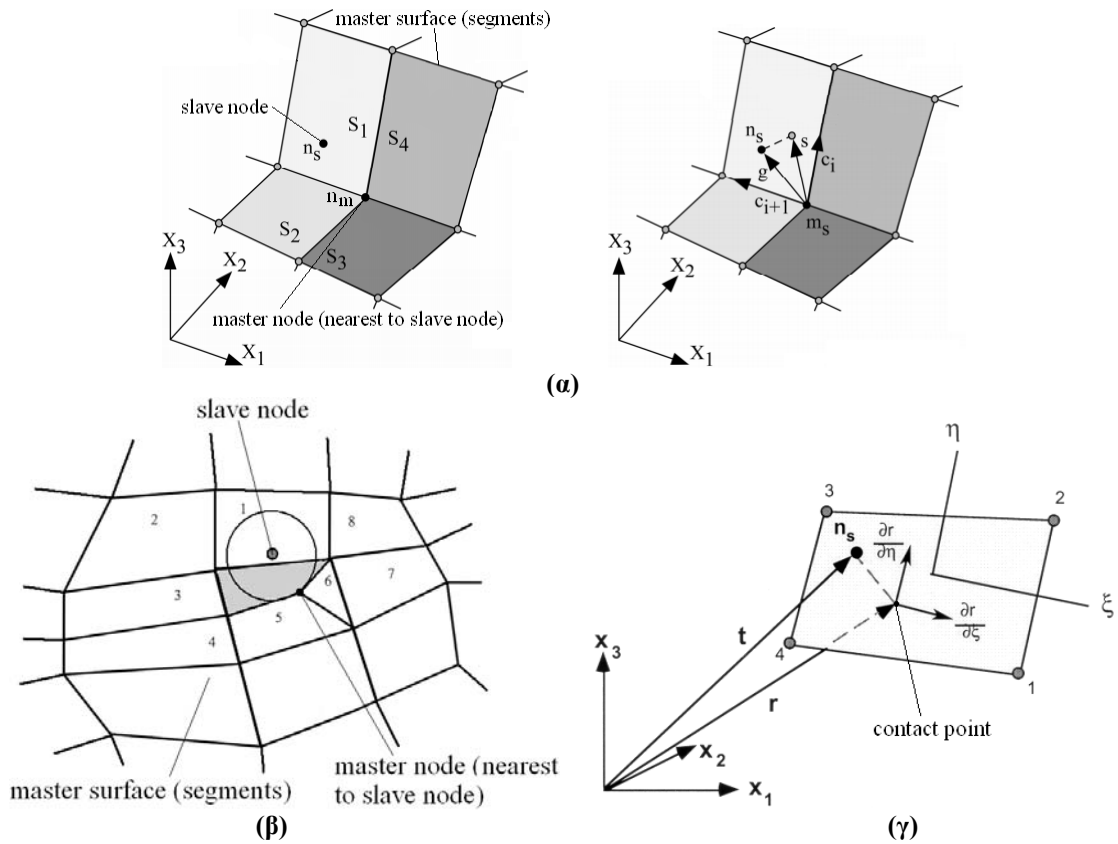 master surface (segments)
slave node
n_s
S_1
S_4
n_m
S_2
S_3
X_3
X_2
X_1
master node (nearest to slave node)
n_s
s
g
c_i
c_{i+1}
m_s
X_3
X_2
X_1
(α)
slave node
1
2
8
3
7
6
5
4
master surface (segments)
master node (nearest
to slave node)
(β)
η
3
2
n_s
∂r
∂η
ξ
∂r
∂ξ
t
4
1
r
x_3
x_2
x_1
contact point
(γ)